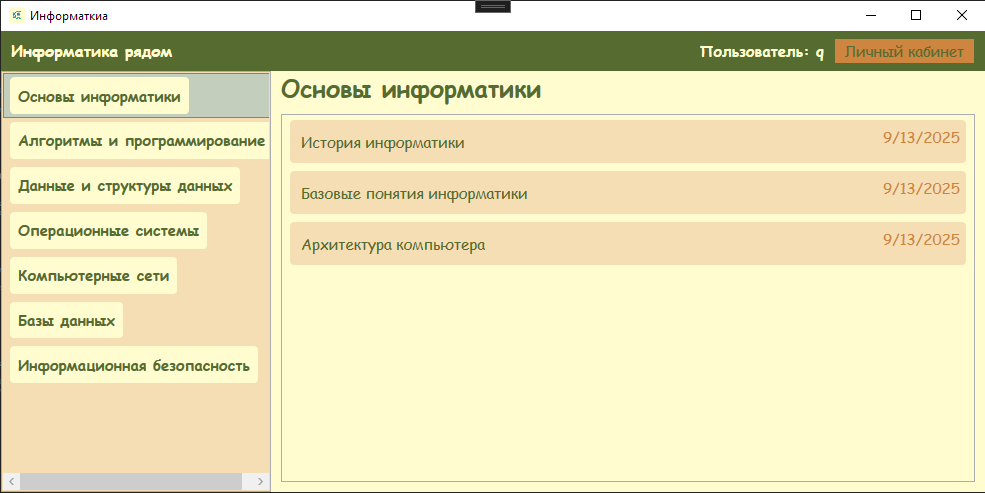 Информаткиа
Информатика рядом
Пользователь: q
Личный кабинет
Основы информатики
Алгоритмы и программирование
Данные и структуры данных
Операционные системы
Компьютерные сети
Базы данных
Информационная безопасность
Основы информатики
История информатики 9/13/2025
Базовые понятия информатики 9/13/2025
Архитектура компьютера 9/13/2025